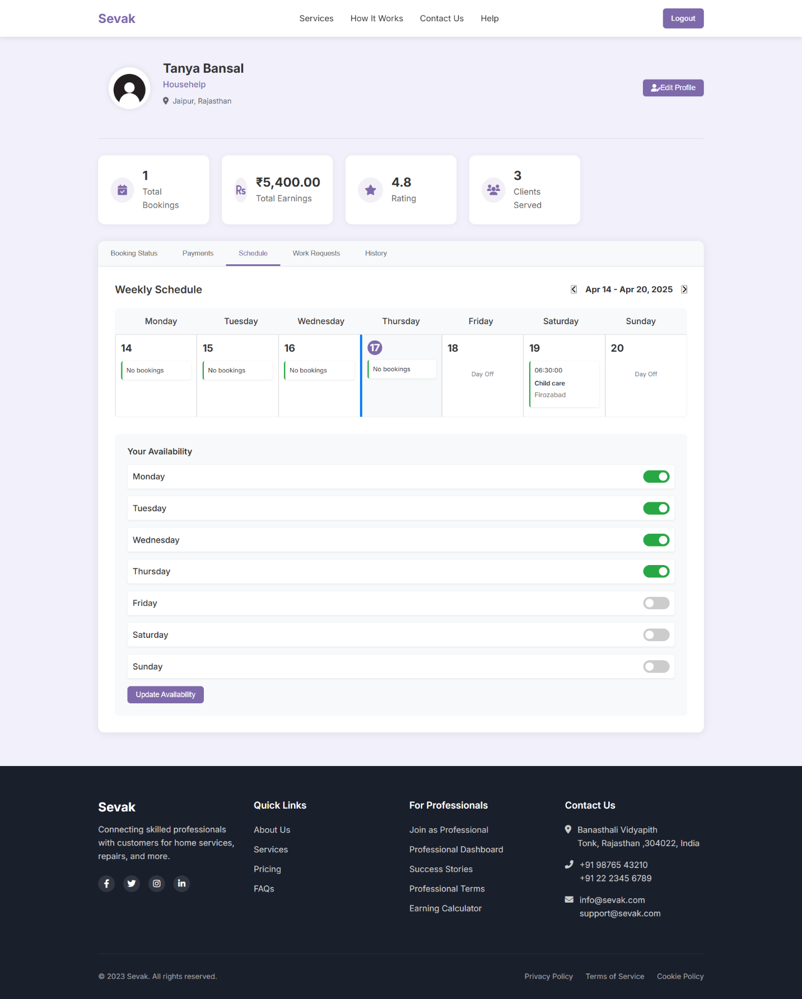 Sevak
Services
How It Works
Contact Us
Help
Logout
Tanya Bansal
Househelp
Jaipur, Rajasthan
Edit Profile
1
Total
Bookings
Rs
₹5,400.00
Total Earnings
4.8
Rating
3
Clients
Served
Booking Status
Payments
Schedule
Work Requests
History
Weekly Schedule
Apr 14 - Apr 20, 2025
Monday
Tuesday
Wednesday
Thursday
Friday
Saturday
Sunday
14
No bookings
15
No bookings
16
No bookings
17
No bookings
18
Day Off
19
06:30:00
Child care
Firozabad
20
Day Off
Your Availability
Monday
Tuesday
Wednesday
Thursday
Friday
Saturday
Sunday
Update Availability
Sevak
Connecting skilled professionals
with customers for home services,
repairs, and more.
Quick Links
About Us
Services
Pricing
FAQs
For Professionals
Join as Professional
Professional Dashboard
Success Stories
Professional Terms
Earning Calculator
Contact Us
Banasthali Vidyapith
Tonk, Rajasthan ,304022, India
+91 98765 43210
+91 22 2345 6789
info@sevak.com
support@sevak.com
© 2023 Sevak. All rights reserved.
Privacy Policy
Terms of Service
Cookie Policy